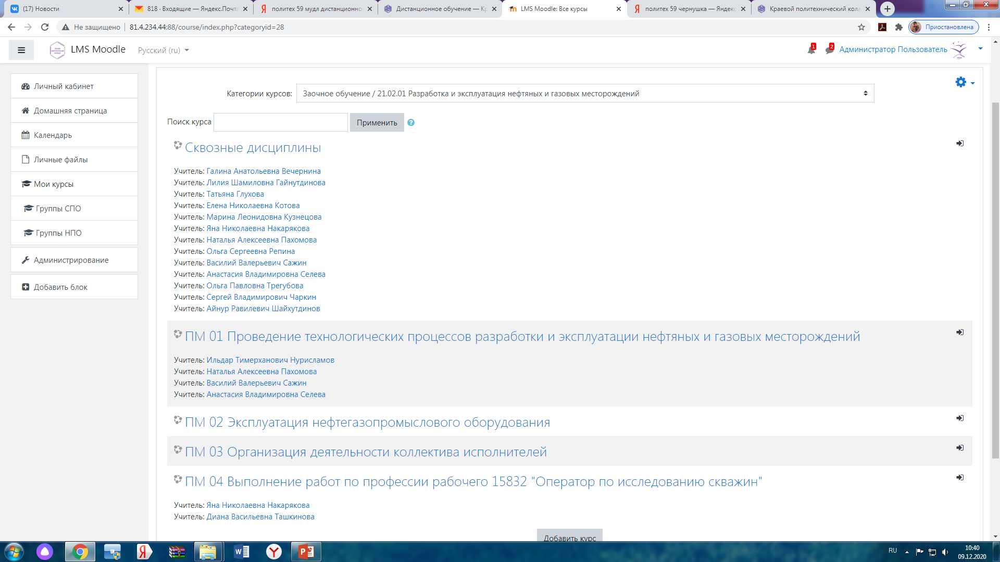 (17) Новости
818 · Входящие — Яндекс.Почта
политех 59 мудл дистанционно
Дистанционное обучение — Кр
LMS Moodle: Все курсы
политех 59 чернушка — Яндекс
Краевой политехнический колл
Не защищено
81.4.234.44:88/course/index.php?categoryid=28
Приостановлена
LMS Moodle
Русский (ru)
1
2
Администратор Пользователь
Личный кабинет
Домашняя страница
Календарь
Личные файлы
Мои курсы
Группы СПО
Группы НПО
Администрирование
Добавить блок
Категории курсов:
Заочное обучение / 21.02.01 Разработка и эксплуатация нефтяных и газовых месторождений
Поиск курса
Применить
Сквозные дисциплины
Учитель: Галина Анатольевна Вечернина
Учитель: Лилия Шамиловна Гайнутдинова
Учитель: Татьяна Глухова
Учитель: Елена Николаевна Котова
Учитель: Марина Леонидовна Кузнецова
Учитель: Яна Николаевна Накарякова
Учитель: Наталья Алексеевна Пахомова
Учитель: Ольга Сергеевна Репина
Учитель: Василий Валерьевич Сажин
Учитель: Анастасия Владимировна Селева
Учитель: Ольга Павловна Трегубова
Учитель: Сергей Владимирович Чаркин
Учитель: Айнур Равилевич Шайхутдинов
ПМ 01 Проведение технологических процессов разработки и эксплуатации нефтяных и газовых месторождений
Учитель: Ильдар Тимерханович Нурисламов
Учитель: Наталья Алексеевна Пахомова
Учитель: Василий Валерьевич Сажин
Учитель: Анастасия Владимировна Селева
ПМ 02 Эксплуатация нефтегазопромыслового оборудования
ПМ 03 Организация деятельности коллектива исполнителей
ПМ 04 Выполнение работ по профессии рабочего 15832 "Оператор по исследованию скважин"
Учитель: Яна Николаевна Накарякова
Учитель: Диана Васильевна Ташкинова
Добавить курс
RU
10:40
09.12.2020